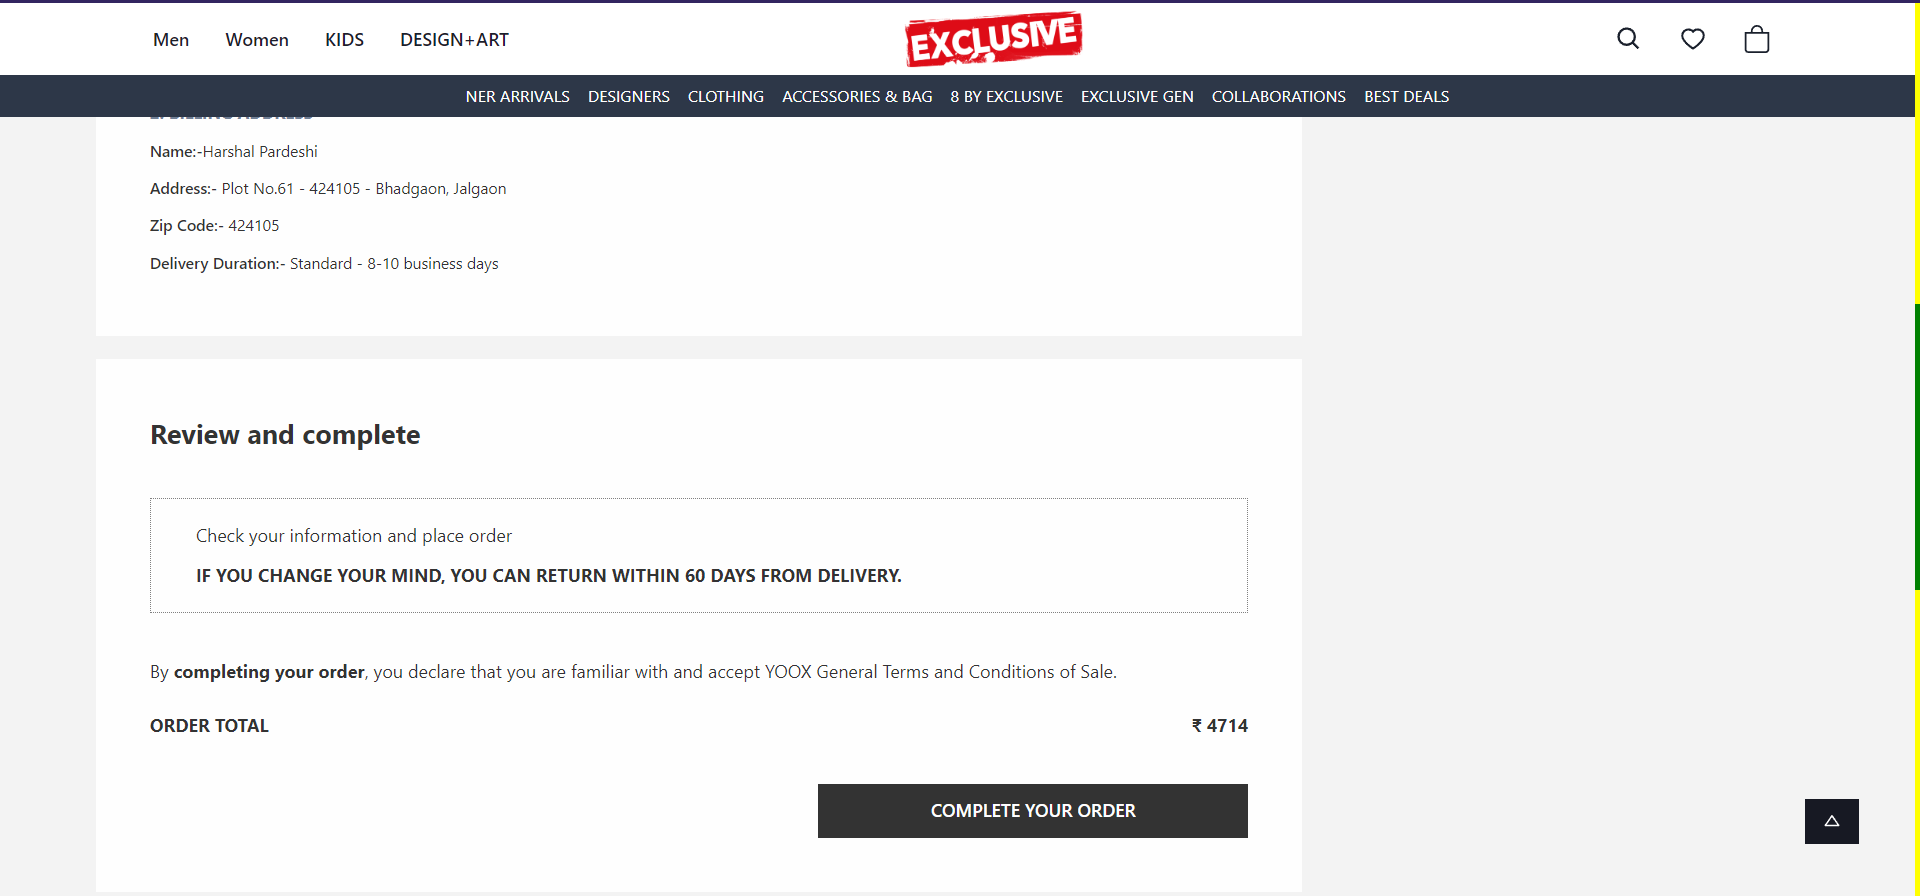 Men Women KIDS DESIGN+ART
EXCLUSIVE
NER ARRIVALS DESIGNERS CLOTHING ACCESSORIES & BAG 8 BY EXCLUSIVE EXCLUSIVE GEN COLLABORATIONS BEST DEALS
Name:-Harshal Pardeshi
Address:- Plot No.61 - 424105 - Bhadgaon, Jalgaon
Zip Code:- 424105
Delivery Duration:- Standard - 8-10 business days
Review and complete
Check your information and place order
IF YOU CHANGE YOUR MIND, YOU CAN RETURN WITHIN 60 DAYS FROM DELIVERY.
By completing your order, you declare that you are familiar with and accept YOOX General Terms and Conditions of Sale.
ORDER TOTAL ₹ 4714
COMPLETE YOUR ORDER